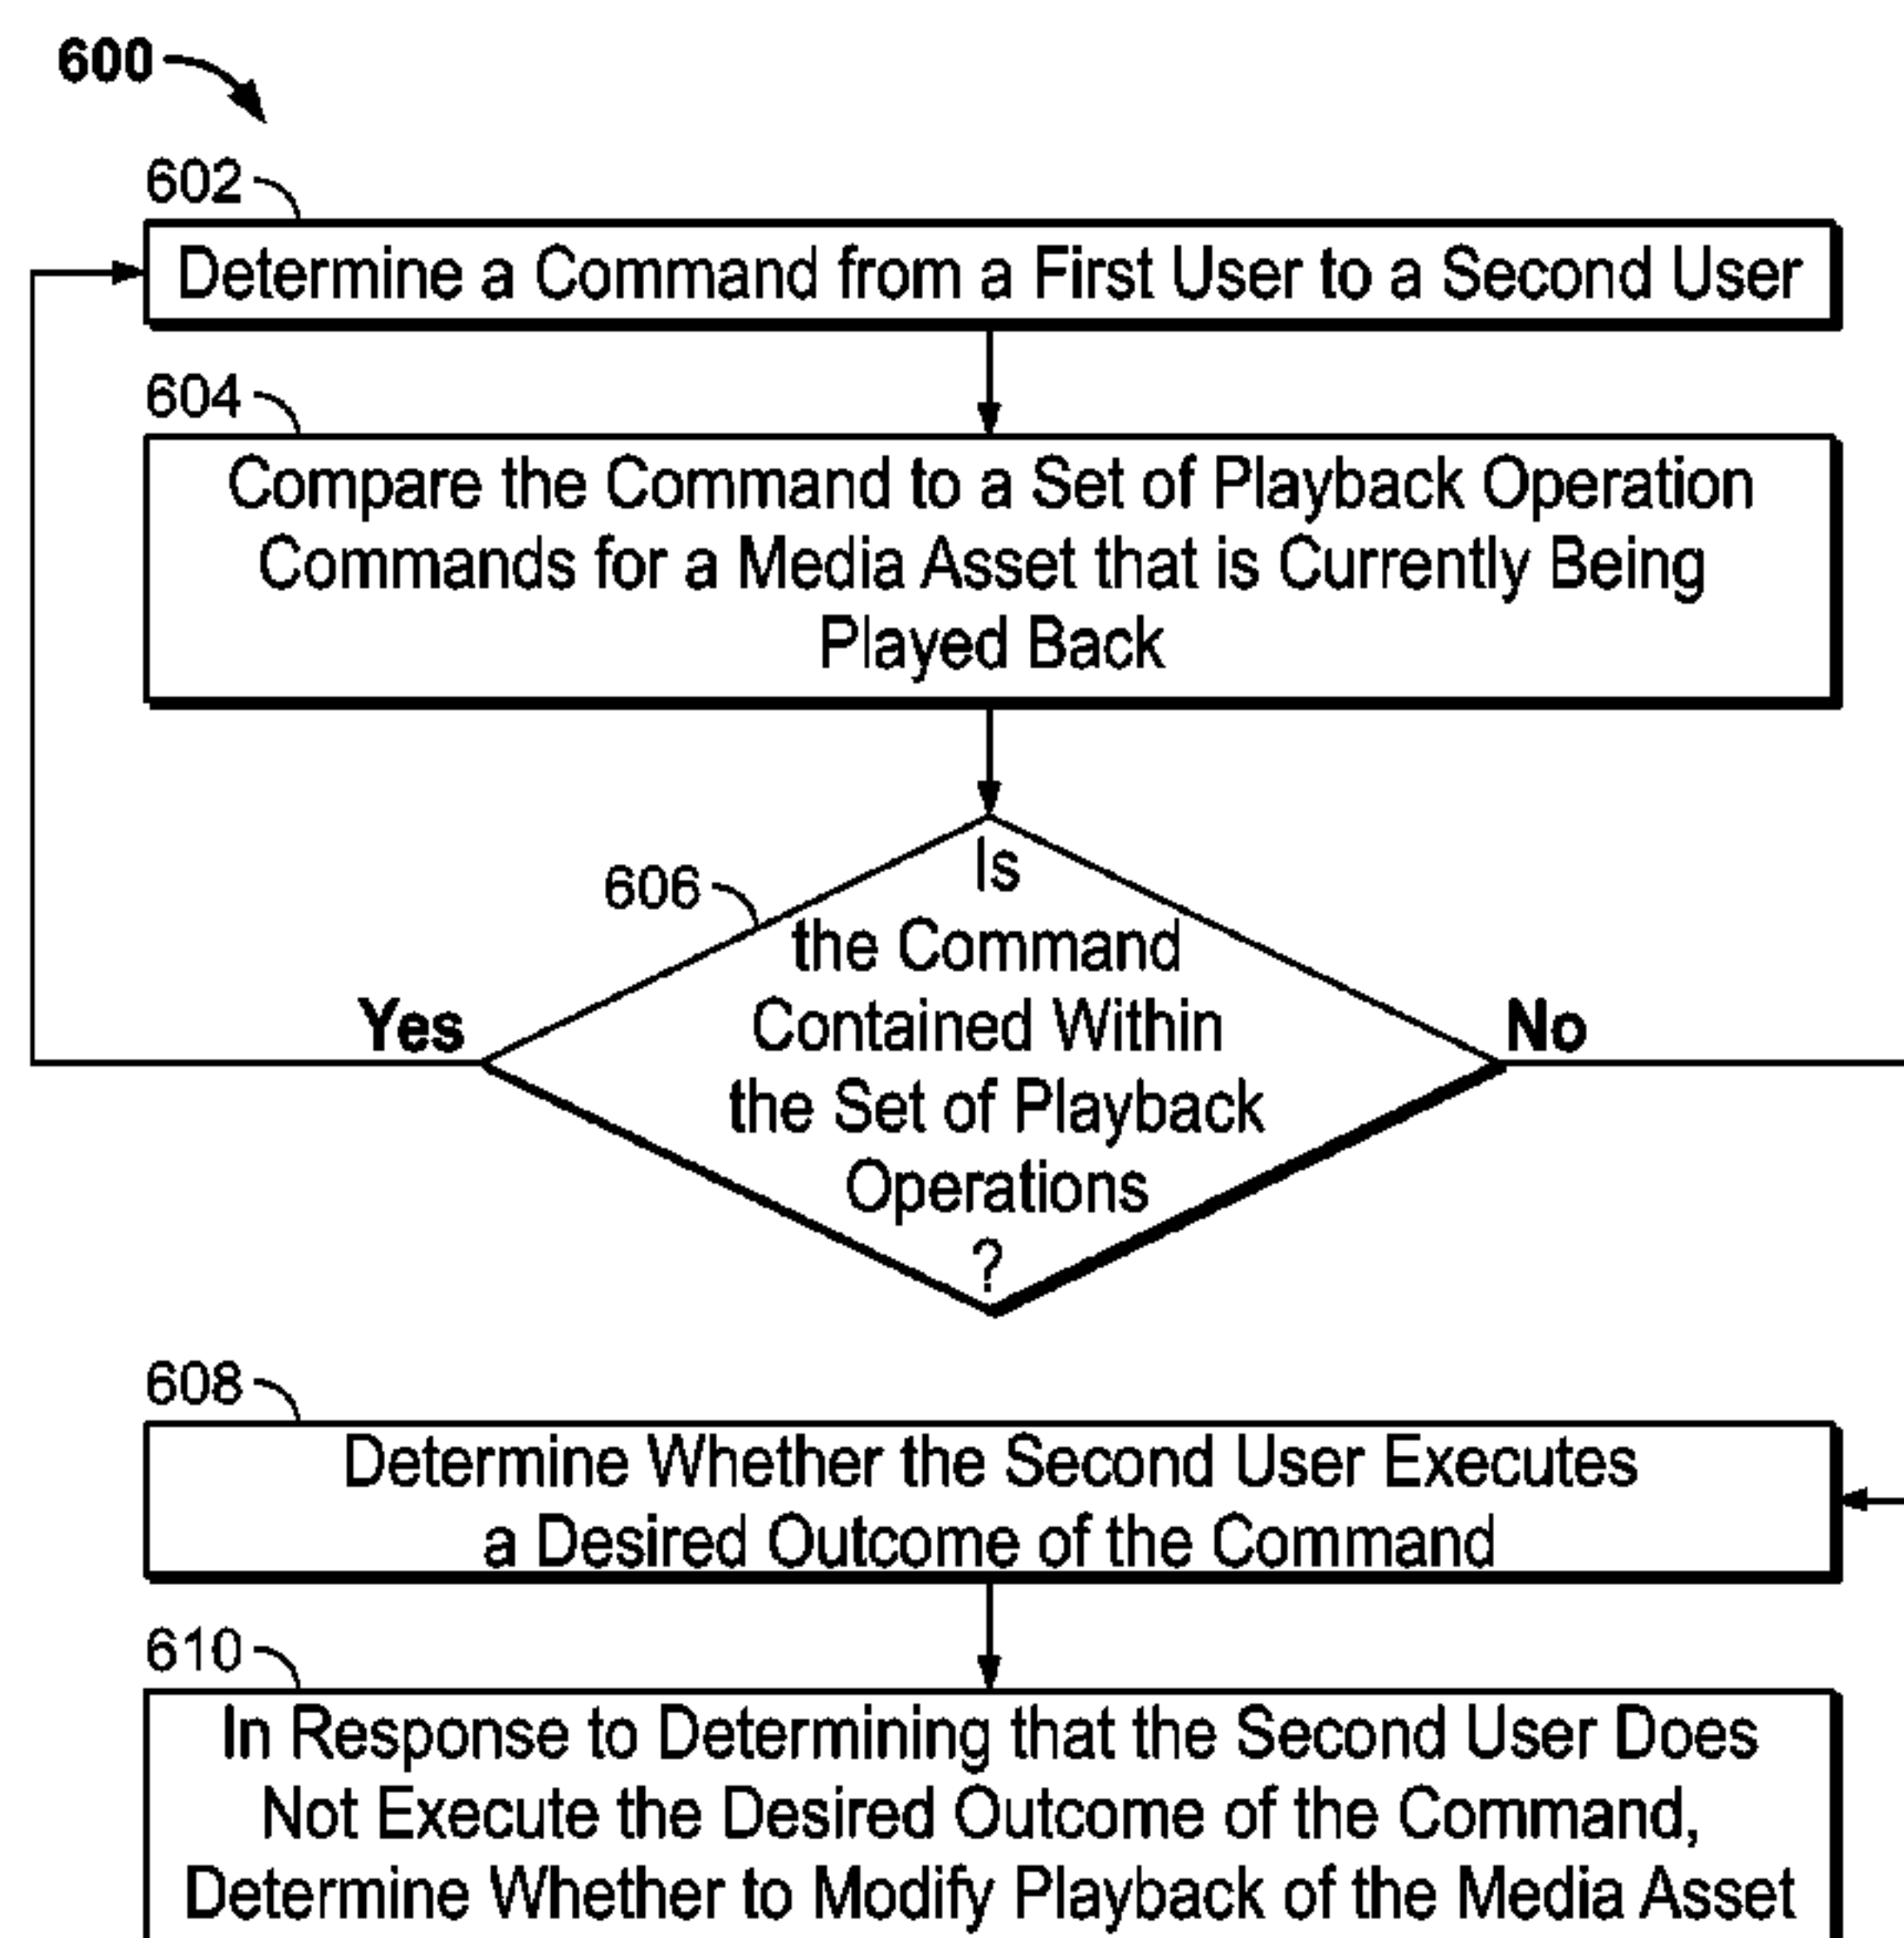 600
602
Determine a Command from a First User to a Second User
604
Compare the Command to a Set of Playback Operation
Commands for a Media Asset that is Currently Being
Played Back
606
Is
the Command
Contained Within
the Set of Playback
Operations
?
Yes
No
608
Determine Whether the Second User Executes
a Desired Outcome of the Command
610
In Response to Determining that the Second User Does
Not Execute the Desired Outcome of the Command,
Determine Whether to Modify Playback of the Media Asset